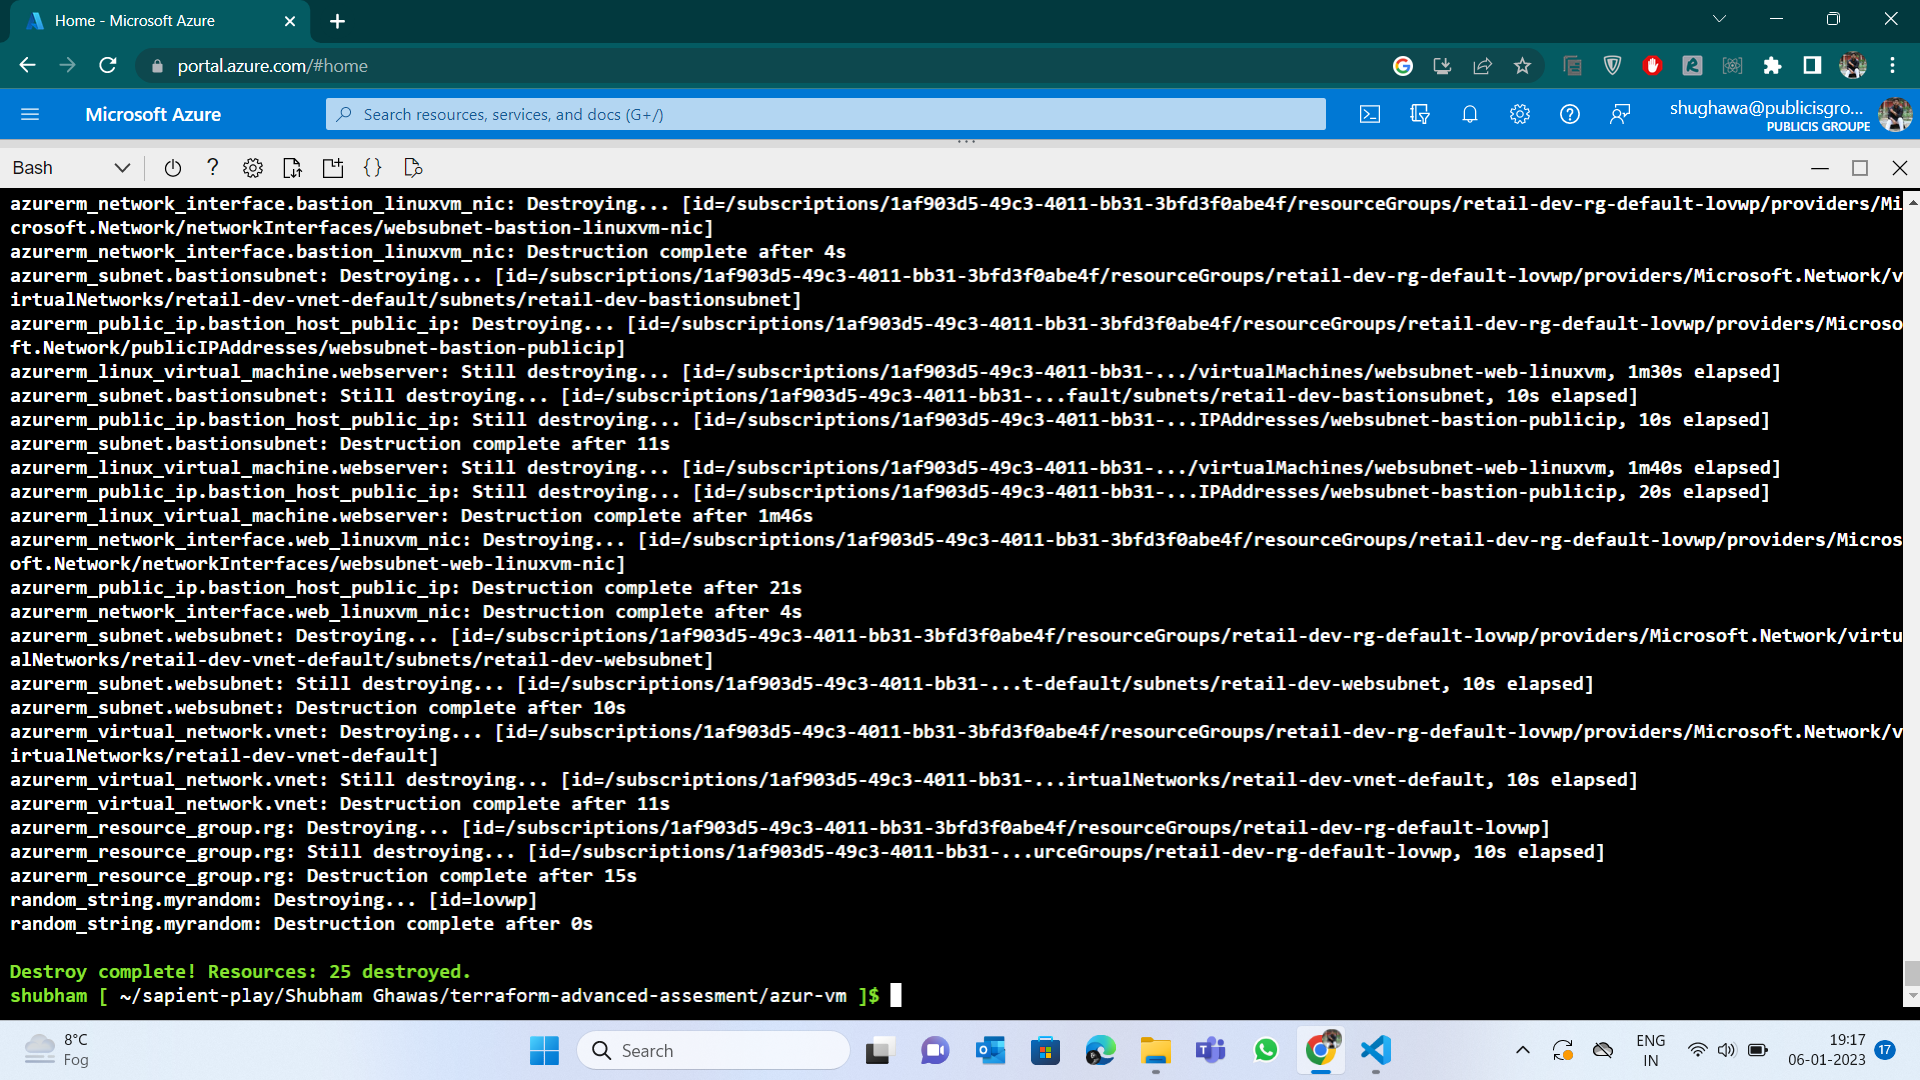 Home - Microsoft Azure
portal.azure.com/#home
Microsoft Azure
Search resources, services, and docs (G+/)
shughawa@publicisgro...
PUBLICIS GROUPE
Bash
azurerm_network_interface.bastion_linuxvm_nic: Destroying... [id=/subscriptions/1af903d5-49c3-4011-bb31-3bfd3f0abe4f/resourceGroups/retail-dev-rg-default-lovwp/providers/Mi
crosoft.Network/networkInterfaces/websubnet-bastion-linuxvm-nic]
azurerm_network_interface.bastion_linuxvm_nic: Destruction complete after 4s
azurerm_subnet.bastionsubnet: Destroying... [id=/subscriptions/1af903d5-49c3-4011-bb31-3bfd3f0abe4f/resourceGroups/retail-dev-rg-default-lovwp/providers/Microsoft.Network/v
irtualNetworks/retail-dev-vnet-default/subnets/retail-dev-bastionsubnet]
azurerm_public_ip.bastion_host_public_ip: Destroying... [id=/subscriptions/1af903d5-49c3-4011-bb31-3bfd3f0abe4f/resourceGroups/retail-dev-rg-default-lovwp/providers/Microso
ft.Network/publicIPAddresses/websubnet-bastion-publicip]
azurerm_linux_virtual_machine.webserver: Still destroying... [id=/subscriptions/1af903d5-49c3-4011-bb31-.../virtualMachines/websubnet-web-linuxvm, 1m30s elapsed]
azurerm_subnet.bastionsubnet: Still destroying... [id=/subscriptions/1af903d5-49c3-4011-bb31-...fault/subnets/retail-dev-bastionsubnet, 10s elapsed]
azurerm_public_ip.bastion_host_public_ip: Still destroying... [id=/subscriptions/1af903d5-49c3-4011-bb31-...IPAddresses/websubnet-bastion-publicip, 10s elapsed]
azurerm_subnet.bastionsubnet: Destruction complete after 11s
azurerm_linux_virtual_machine.webserver: Still destroying... [id=/subscriptions/1af903d5-49c3-4011-bb31-.../virtualMachines/websubnet-web-linuxvm, 1m40s elapsed]
azurerm_public_ip.bastion_host_public_ip: Still destroying... [id=/subscriptions/1af903d5-49c3-4011-bb31-...IPAddresses/websubnet-bastion-publicip, 20s elapsed]
azurerm_linux_virtual_machine.webserver: Destruction complete after 1m46s
azurerm_network_interface.web_linuxvm_nic: Destroying... [id=/subscriptions/1af903d5-49c3-4011-bb31-3bfd3f0abe4f/resourceGroups/retail-dev-rg-default-lovwp/providers/Micros
oft.Network/networkInterfaces/websubnet-web-linuxvm-nic]
azurerm_public_ip.bastion_host_public_ip: Destruction complete after 21s
azurerm_network_interface.web_linuxvm_nic: Destruction complete after 4s
azurerm_subnet.websubnet: Destroying... [id=/subscriptions/1af903d5-49c3-4011-bb31-3bfd3f0abe4f/resourceGroups/retail-dev-rg-default-lovwp/providers/Microsoft.Network/virtu
alNetworks/retail-dev-vnet-default/subnets/retail-dev-websubnet]
azurerm_subnet.websubnet: Still destroying... [id=/subscriptions/1af903d5-49c3-4011-bb31-...t-default/subnets/retail-dev-websubnet, 10s elapsed]
azurerm_subnet.websubnet: Destruction complete after 10s
azurerm_virtual_network.vnet: Destroying... [id=/subscriptions/1af903d5-49c3-4011-bb31-3bfd3f0abe4f/resourceGroups/retail-dev-rg-default-lovwp/providers/Microsoft.Network/v
irtualNetworks/retail-dev-vnet-default]
azurerm_virtual_network.vnet: Still destroying... [id=/subscriptions/1af903d5-49c3-4011-bb31-...irtualNetworks/retail-dev-vnet-default, 10s elapsed]
azurerm_virtual_network.vnet: Destruction complete after 11s
azurerm_resource_group.rg: Destroying... [id=/subscriptions/1af903d5-49c3-4011-bb31-3bfd3f0abe4f/resourceGroups/retail-dev-rg-default-lovwp]
azurerm_resource_group.rg: Still destroying... [id=/subscriptions/1af903d5-49c3-4011-bb31-...urceGroups/retail-dev-rg-default-lovwp, 10s elapsed]
azurerm_resource_group.rg: Destruction complete after 15s
random_string.myrandom: Destroying... [id=lovwp]
random_string.myrandom: Destruction complete after 0s
Destroy complete! Resources: 25 destroyed.
shubham [ ~/sapient-play/Shubham Ghawas/terraform-advanced-assesment/azur-vm ]$
8°C
Fog
Search
ENG
IN
19:17
06-01-2023
17